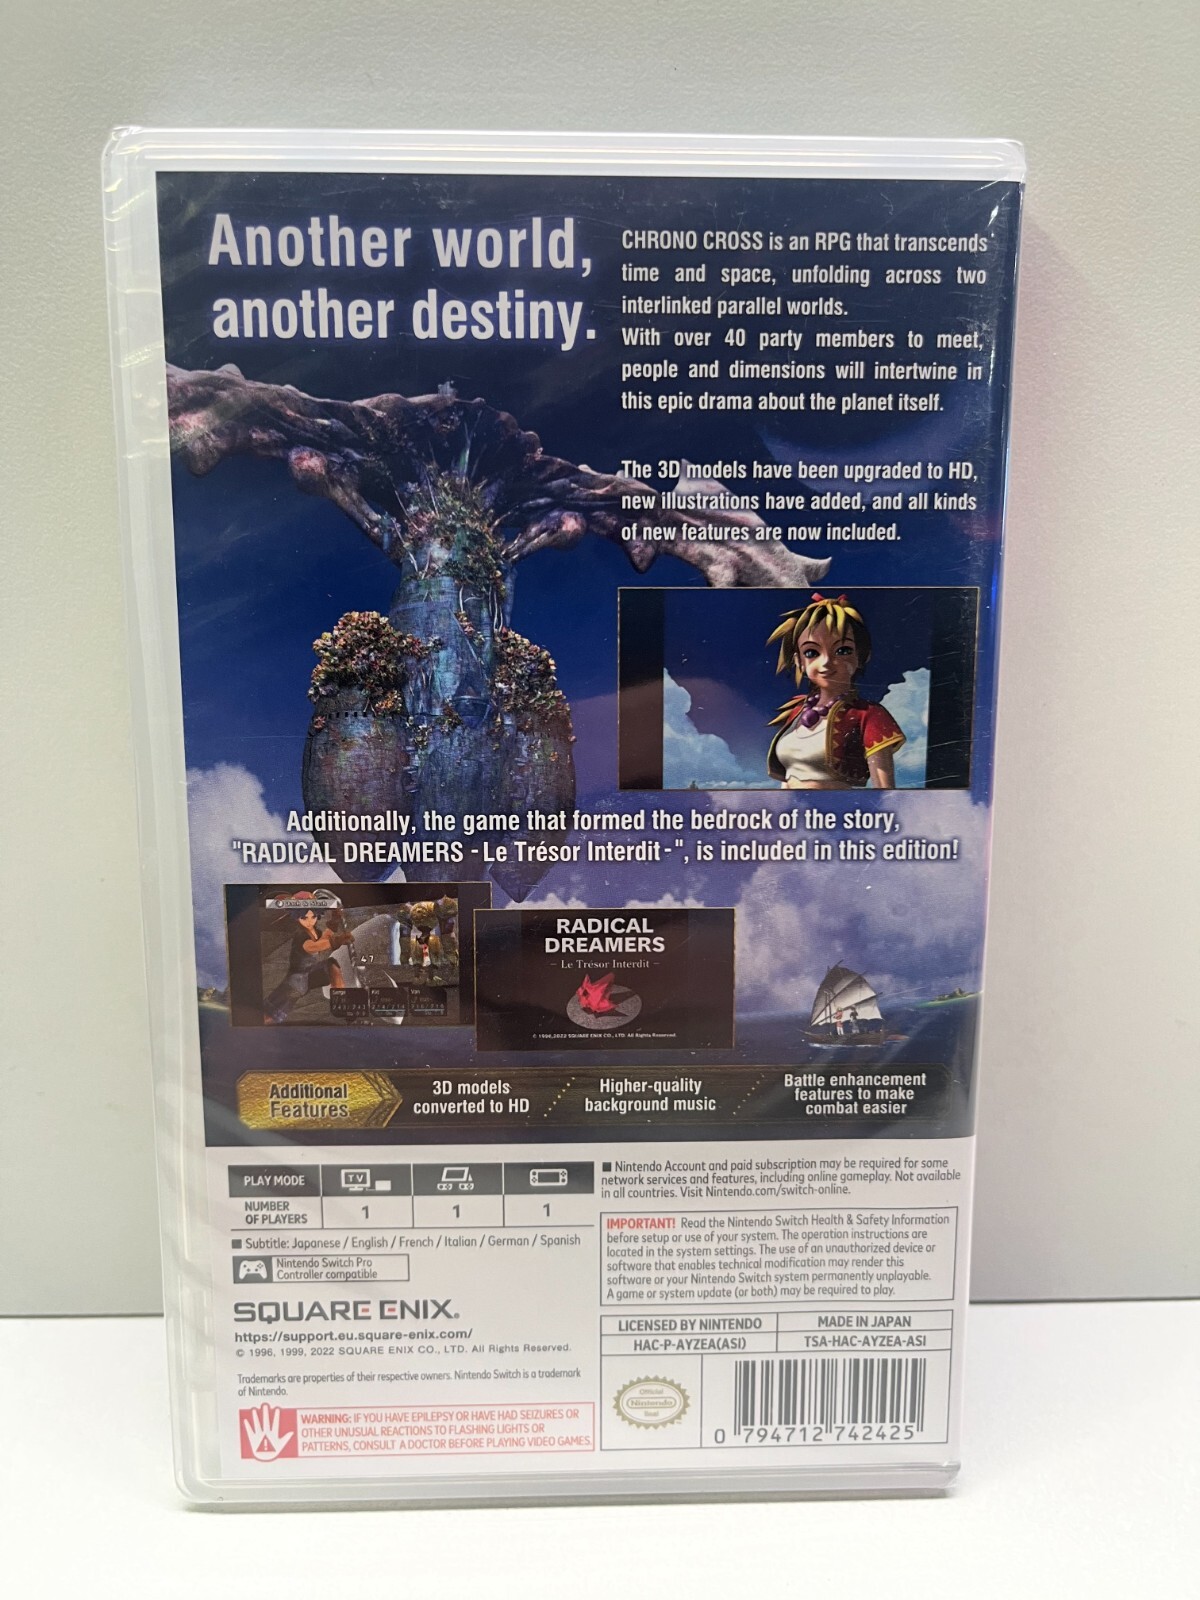 Another world,
another destiny.
CHRONO CROSS is an RPG that transcends
time and space, unfolding across two
interlinked parallel worlds.
With over 40 party members to meet,
people and dimensions will intertwine in
this epic drama about the planet itself.
The 3D models have been upgraded to HD,
new illustrations have added, and all kinds
of new features are now included.
Additionally, the game that formed the bedrock of the story,
"RADICAL DREAMERS -Le Trésor Interdit-", is included in this edition!
47
RADICAL
DREAMERS
– Le Trésor Interdit –
© 1996,2022 SQUARE ENIX CO., LTD. All Rights Reserved.
Additional
Features
3D models
converted to HD
Higher-quality
background music
Battle enhancement
features to make
combat easier
PLAY MODE
TV
NUMBER
OF PLAYERS
1
1
1
■ Subtitle: Japanese / English / French / Italian / German / Spanish
Nintendo Switch Pro
Controller compatible
SQUARE ENIX®
https://support.eu.square-enix.com/
© 1996, 1999, 2022 SQUARE ENIX CO., LTD. All Rights Reserved.
Trademarks are properties of their respective owners. Nintendo Switch is a trademark
of Nintendo.
WARNING: IF YOU HAVE EPILEPSY OR HAVE HAD SEIZURES OR
OTHER UNUSUAL REACTIONS TO FLASHING LIGHTS OR
PATTERNS, CONSULT A DOCTOR BEFORE PLAYING VIDEO GAMES.
■ Nintendo Account and paid subscription may be required for some
network services and features, including online gameplay. Not available
in all countries. Visit Nintendo.com/switch-online.
IMPORTANT! Read the Nintendo Switch Health & Safety Information
before setup or use of your system. The operation instructions are
located in the system settings. The use of an unauthorized device or
software that enables technical modification may render this
software or your Nintendo Switch system permanently unplayable.
A game or system update (or both) may be required to play.
LICENSED BY NINTENDO
MADE IN JAPAN
HAC-P-AYZEA(ASI)
TSA-HAC-AYZEA-ASI
Official
Nintendo
Seal
0 794712 742425